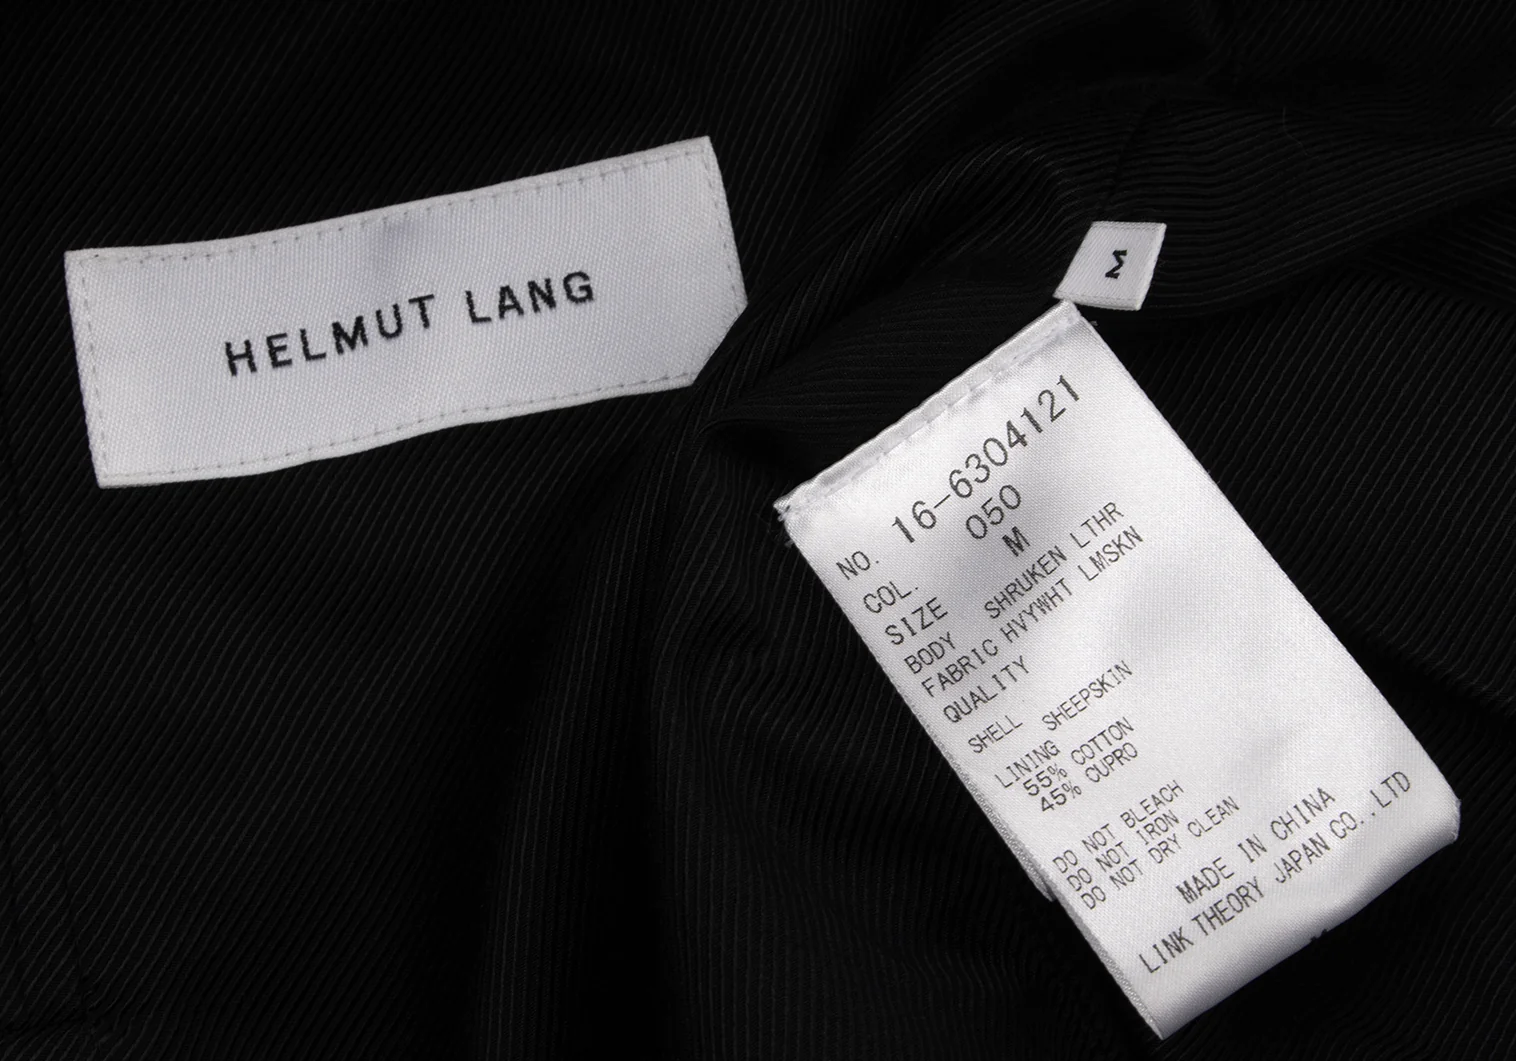 HELMUT LANG
M
NO. 16-6304121
COL. 050
SIZE M
BODY SHRUKEN LTHR
FABRIC HVYWHT LMSKN
QUALITY
SHELL SHEEPSKIN
LINING
55% COTTON
45% CUPRO
DO NOT BLEACH
DO NOT IRON
DO NOT DRY CLEAN
MADE IN CHINA
LINK THEORY JAPAN CO.,LTD